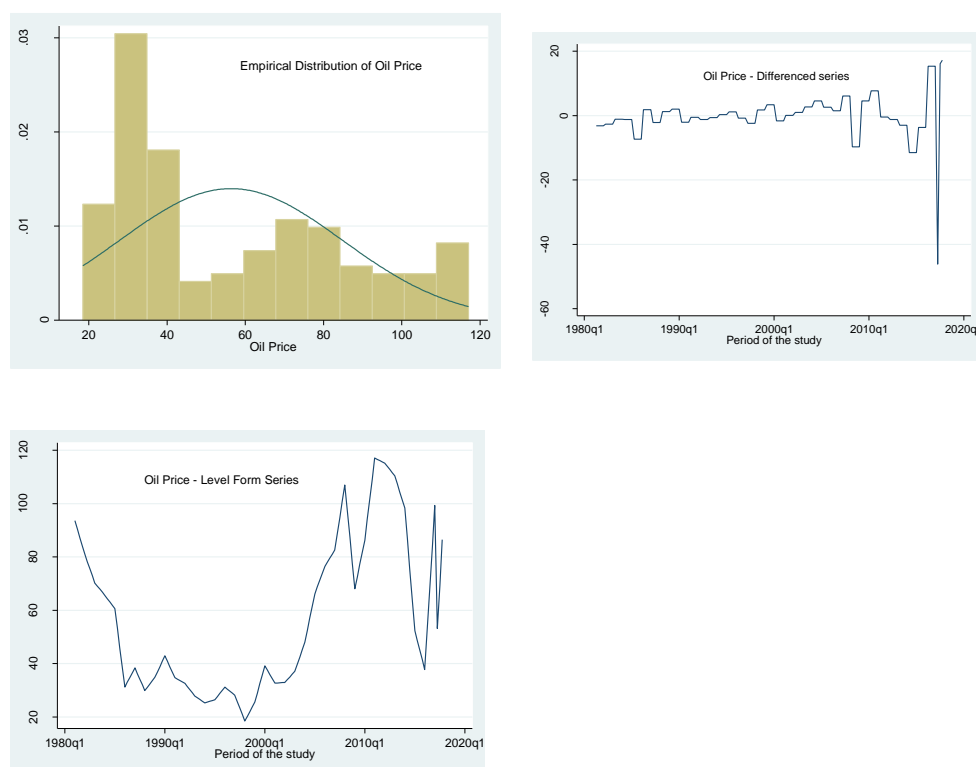 Empirical Distribution of Oil Price
.03
.02
.01
0
20 40 60 80 100 120
Oil Price
Oil Price - Differenced series
20
0
-20
-40
-60
1980q1 1990q1 2000q1 2010q1 2020q
Period of the study
Oil Price - Level Form Series
120
100
80
60
40
20
1980q1 1990q1 2000q1 2010q1 2020q1
Period of the study